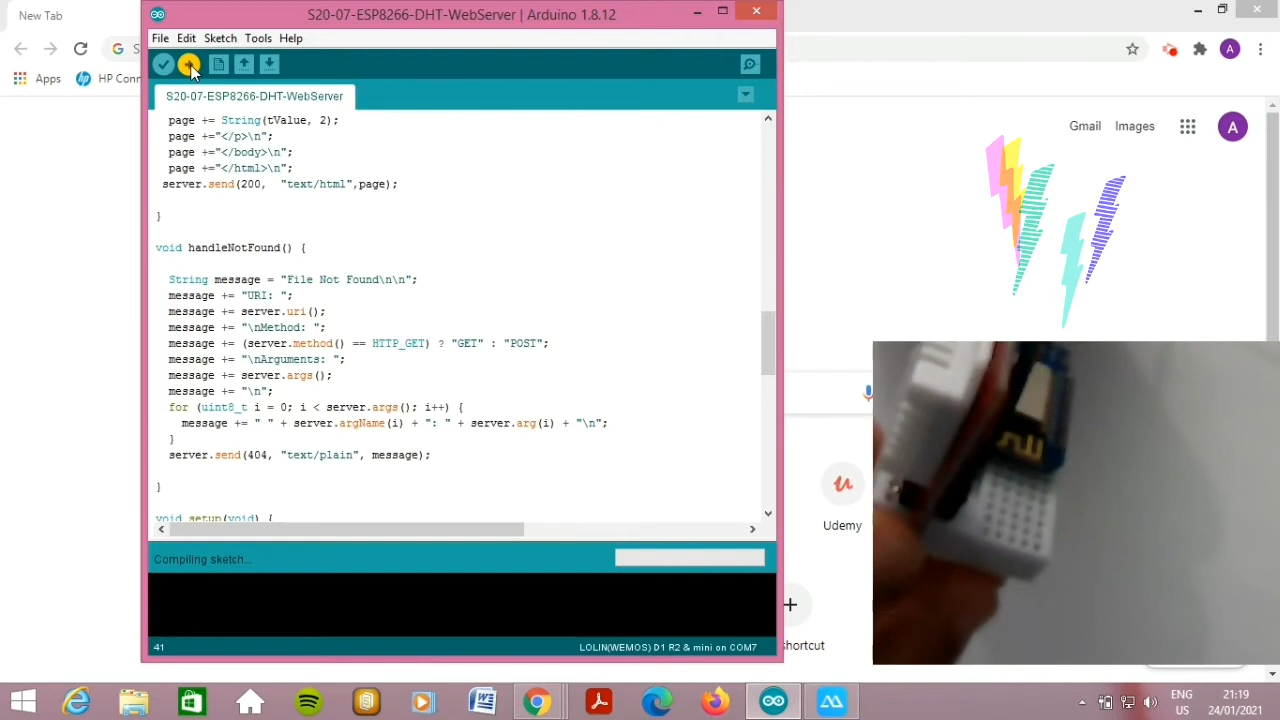 New Tab
S20-07-ESP8266-DHT-WebServer | Arduino 1.8.12
File Edit Sketch Tools Help
Apps
HP Conn
A
S20-07-ESP8266-DHT-WebServer
Gmail
Images
A
page += String(tValue, 2);
page +="</p>\n";
page +="</body>\n";
page +="</html>\n";
server.send(200, "text/html",page);
}
void handleNotFound() {
String message = "File Not Found\n\n";
message += "URI: ";
message += server.uri();
message += "\nMethod: ";
message += (server.method() == HTTP_GET) ? "GET" : "POST";
message += "\nArguments: ";
message += server.args();
message += "\n";
for (uint8_t i = 0; i < server.args(); i++) {
message += " " + server.argName(i) + ": " + server.arg(i) + "\n";
}
server.send(404, "text/plain", message);
}
void setup(void) {
Udemy
Compiling sketch...
shortcut
41
LOLIN(WEMOS) D1 R2 & mini on COM7
ENG
US
21:19
24/01/2021